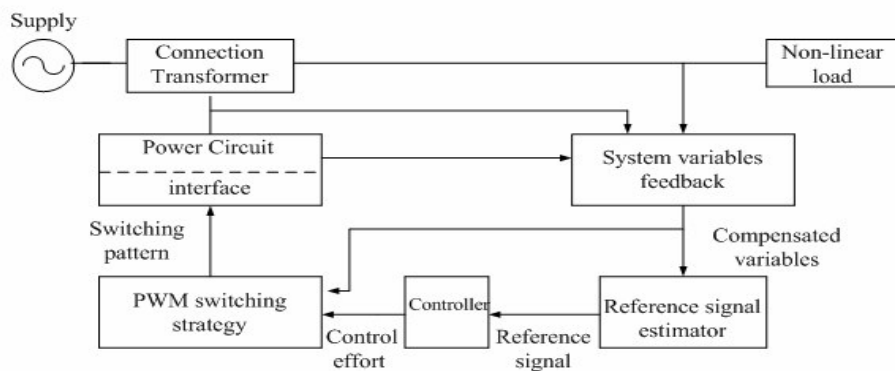 Supply
Connection
Transformer
Non-linear
load
Power Circuit
interface
System variables
feedback
Switching
pattern
Compensated
variables
PWM switching
strategy
Controller
Reference signal
estimator
Control
effort
Reference
signal